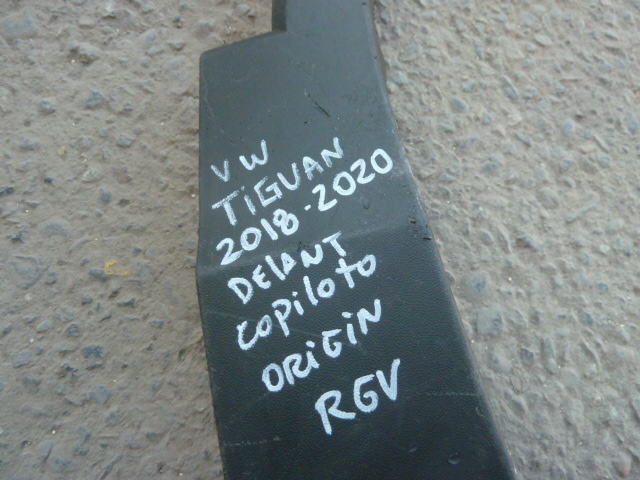 VW
TiGUAN
2018-2020
DElANT
copiloto
ORiGiN
RGV